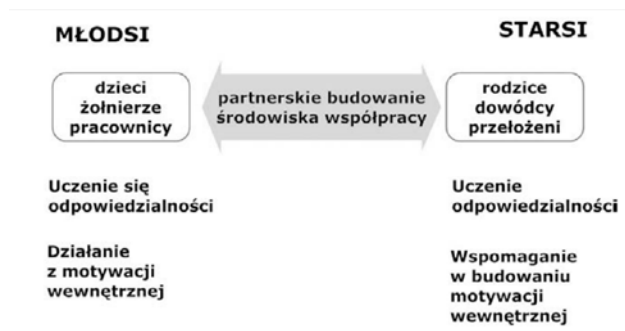 MŁODSI
STARSI
dzieci
żołnierze
pracownicy
partnerskie budowanie
środowiska współpracy
rodzice
dowódcy
przełożeni
Uczenie się
odpowiedzialności
Uczenie
odpowiedzialności
Działanie
z motywacji
wewnętrznej
Wspomaganie
w budowaniu
motywacji
wewnętrznej